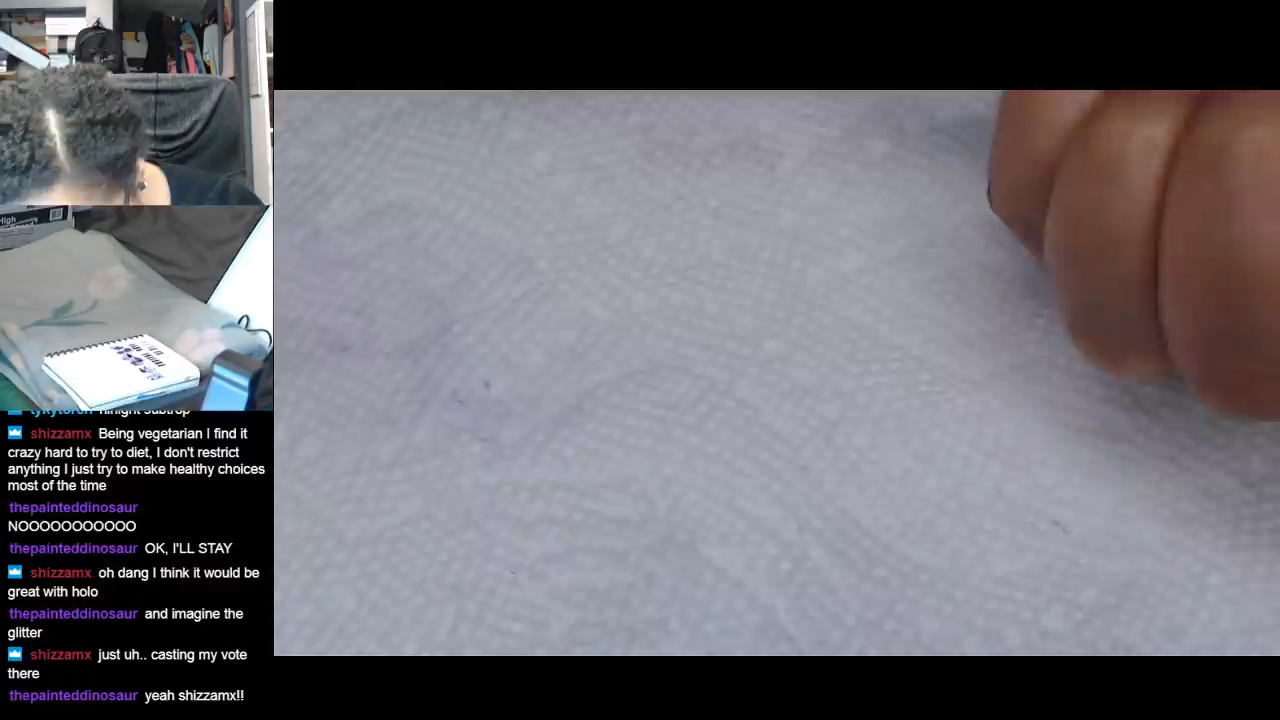 High
shizzamx Being vegetarian I find it
crazy hard to try to diet, I don't restrict
anything I just try to make healthy choices
most of the time
thepainteddinosaur
NOOOOOOOOOOO
thepainteddinosaur OK, I'LL STAY
shizzamx oh dang I think it would be
great with holo
thepainteddinosaur and imagine the
glitter
shizzamx just uh.. casting my vote
there
thepainteddinosaur yeah shizzamx!!